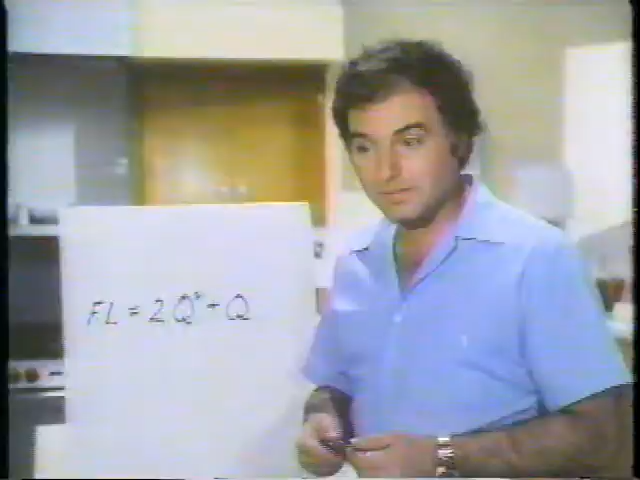 FL = 2Q² + Q